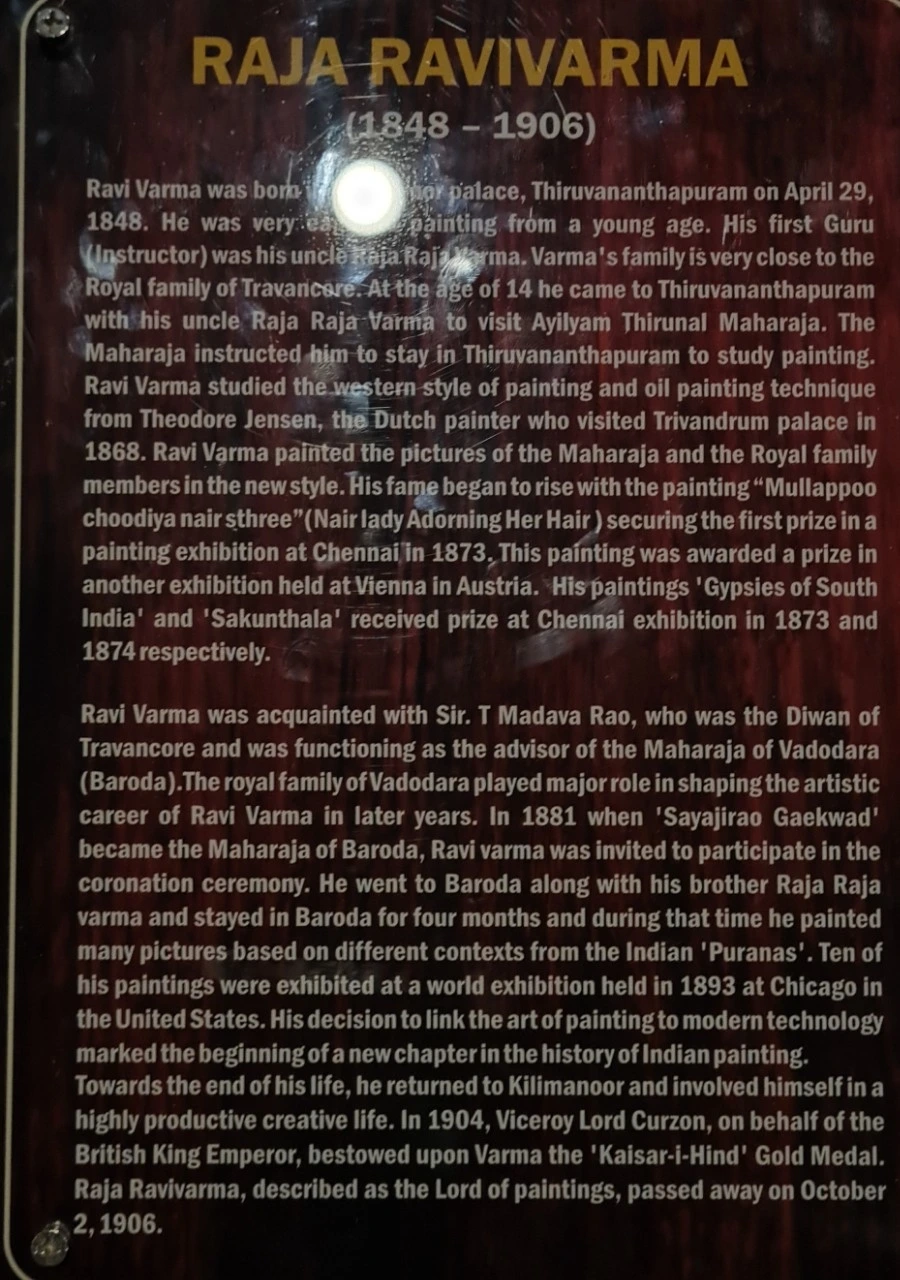 RAJA RAVIVARMA
(1848 – 1906)
Ravi Varma was born palace, Thiruvananthapuram on April 29,
1848. He was very painting from a young age. His first Guru
(Instructor) was his uncle Raja Raja Varma. Varma's family is very close to the
Royal family of Travancore. At the age of 14 he came to Thiruvananthapuram
with his uncle Raja Raja Varma to visit Ayilyam Thirunal Maharaja. The
Maharaja instructed him to stay in Thiruvananthapuram to study painting.
Ravi Varma studied the western style of painting and oil painting technique
from Theodore Jensen, the Dutch painter who visited Trivandrum palace in
1868. Ravi Varma painted the pictures of the Maharaja and the Royal family
members in the new style. His fame began to rise with the painting “Mullappoo
choodiya nair sthree”(Nair lady Adorning Her Hair ) securing the first prize in a
painting exhibition at Chennai in 1873. This painting was awarded a prize in
another exhibition held at Vienna in Austria. His paintings 'Gypsies of South
India' and 'Sakunthala' received prize at Chennai exhibition in 1873 and
1874 respectively.
Ravi Varma was acquainted with Sir. T Madava Rao, who was the Diwan of
Travancore and was functioning as the advisor of the Maharaja of Vadodara
(Baroda).The royal family of Vadodara played major role in shaping the artistic
career of Ravi Varma in later years. In 1881 when 'Sayajirao Gaekwad'
became the Maharaja of Baroda, Ravi varma was invited to participate in the
coronation ceremony. He went to Baroda along with his brother Raja Raja
varma and stayed in Baroda for four months and during that time he painted
many pictures based on different contexts from the Indian 'Puranas'. Ten of
his paintings were exhibited at a world exhibition held in 1893 at Chicago in
the United States. His decision to link the art of painting to modern technology
marked the beginning of a new chapter in the history of Indian painting.
Towards the end of his life, he returned to Kilimanoor and involved himself in a
highly productive creative life. In 1904, Viceroy Lord Curzon, on behalf of the
British King Emperor, bestowed upon Varma the 'Kaisar-i-Hind' Gold Medal.
Raja Ravivarma, described as the Lord of paintings, passed away on October
2, 1906.